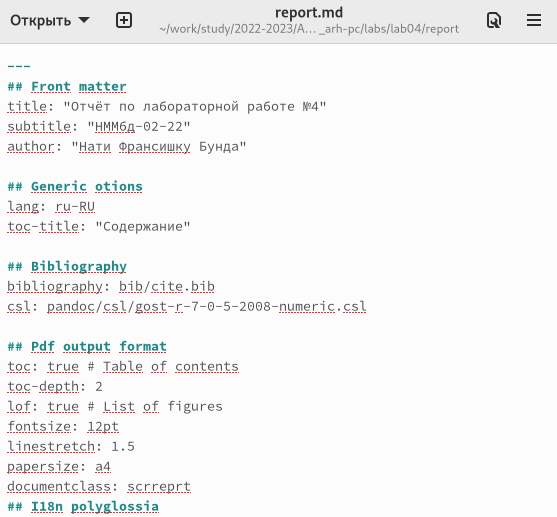 Открыть
report.md
~/work/study/2022-2023/А... _arh-pc/labs/lab04/report
---
## Front matter
title: "Отчёт по лабораторной работе №4"
subtitle: "НММбд-02-22"
author: "Нати Франсишку Бунда"
## Generic otions
lang: ru-RU
toc-title: "Содержание"
## Bibliography
bibliography: bib/cite.bib
csl: pandoc/csl/gost-r-7-0-5-2008-numeric.csl
## Pdf output format
toc: true # Table of contents
toc-depth: 2
lof: true # List of figures
fontsize: 12pt
linestretch: 1.5
papersize: a4
documentclass: scrreprt
## I18n polyglossia